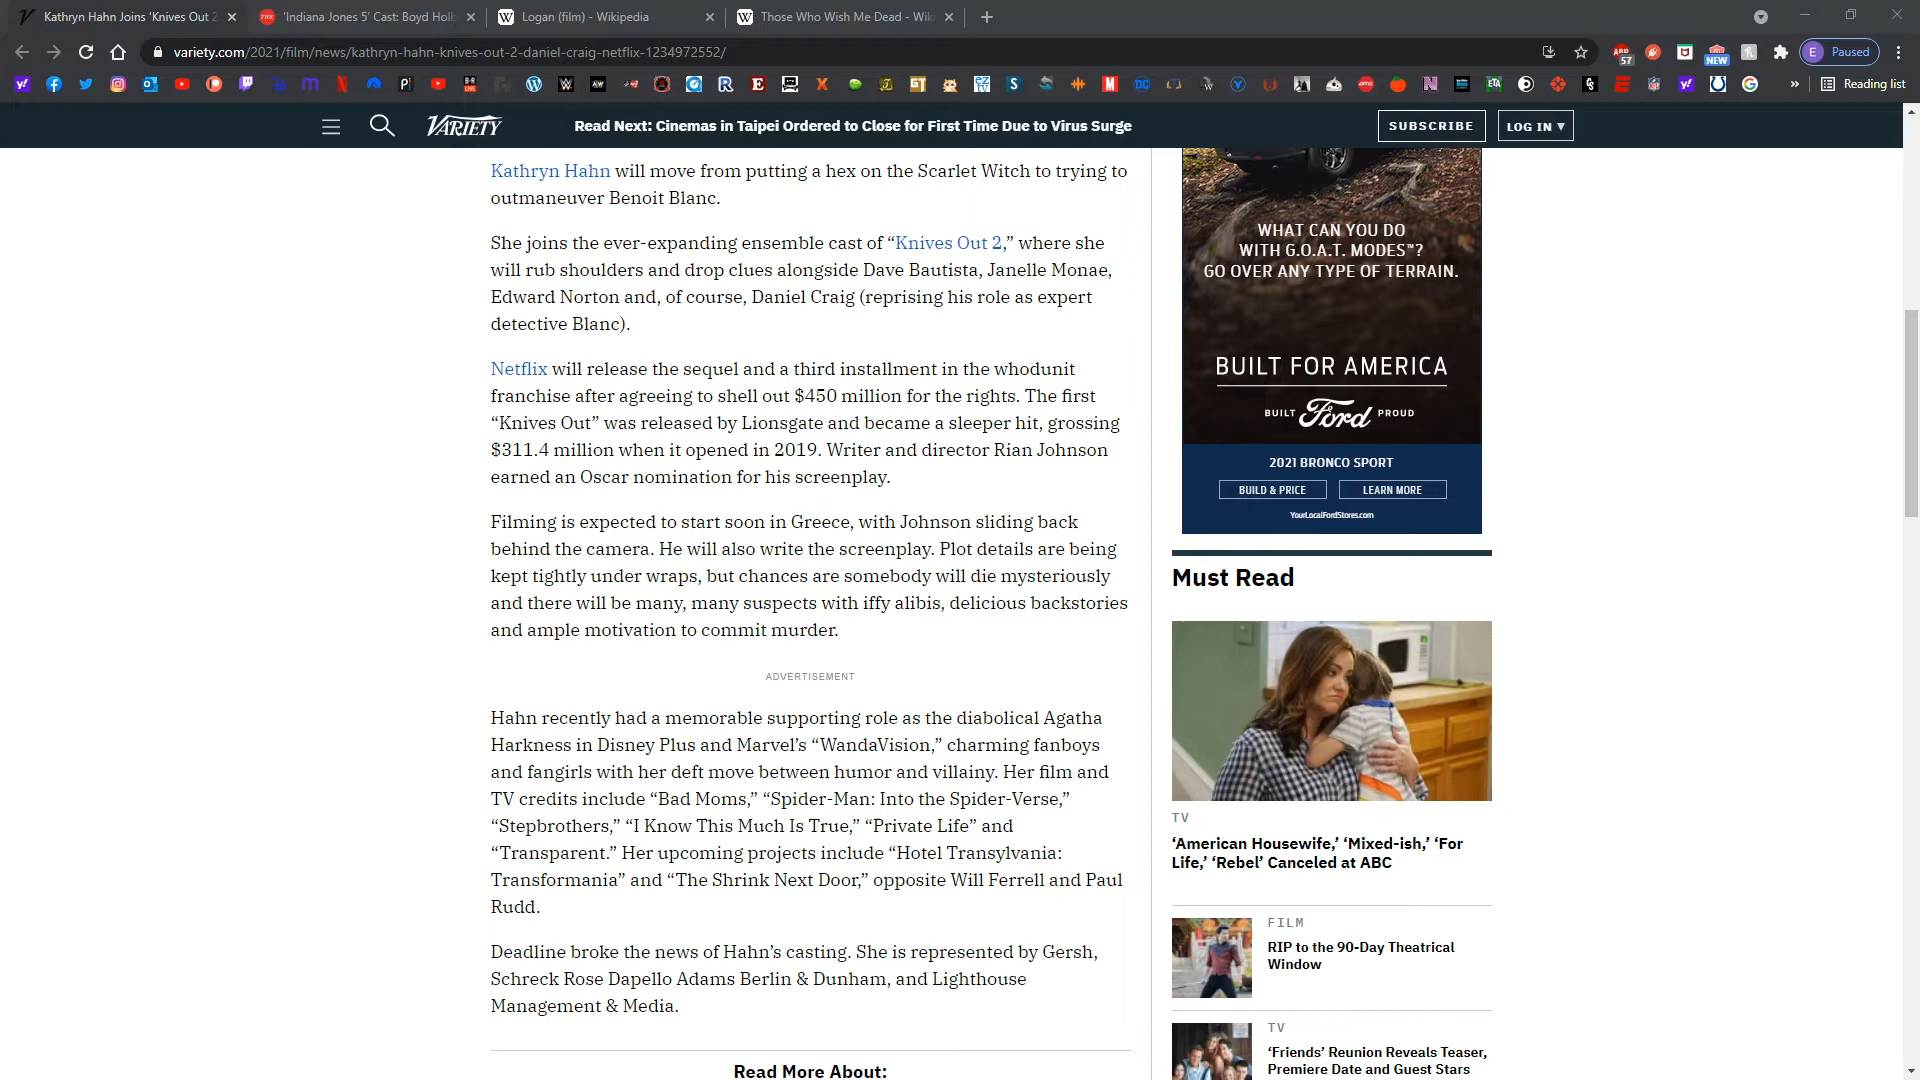 Kathryn Hahn Joins 'Knives Out 2
'Indiana Jones 5' Cast: Boyd Holb
Logan (film) - Wikipedia
Those Who Wish Me Dead - Wik
variety.com/2021/film/news/kathryn-hahn-knives-out-2-daniel-craig-netflix-1234972552/
57
NEW
E Paused
Reading list
VARIETY
Read Next: Cinemas in Taipei Ordered to Close for First Time Due to Virus Surge
SUBSCRIBE
LOG IN ▾
Kathryn Hahn will move from putting a hex on the Scarlet Witch to trying to
outmaneuver Benoit Blanc.
She joins the ever-expanding ensemble cast of “Knives Out 2,” where she
will rub shoulders and drop clues alongside Dave Bautista, Janelle Monae,
Edward Norton and, of course, Daniel Craig (reprising his role as expert
detective Blanc).
Netflix will release the sequel and a third installment in the whodunit
franchise after agreeing to shell out $450 million for the rights. The first
“Knives Out” was released by Lionsgate and became a sleeper hit, grossing
$311.4 million when it opened in 2019. Writer and director Rian Johnson
earned an Oscar nomination for his screenplay.
Filming is expected to start soon in Greece, with Johnson sliding back
behind the camera. He will also write the screenplay. Plot details are being
kept tightly under wraps, but chances are somebody will die mysteriously
and there will be many, many suspects with iffy alibis, delicious backstories
and ample motivation to commit murder.
ADVERTISEMENT
Hahn recently had a memorable supporting role as the diabolical Agatha
Harkness in Disney Plus and Marvel’s “WandaVision,” charming fanboys
and fangirls with her deft move between humor and villainy. Her film and
TV credits include “Bad Moms,” “Spider-Man: Into the Spider-Verse,”
“Stepbrothers,” “I Know This Much Is True,” “Private Life” and
“Transparent.” Her upcoming projects include “Hotel Transylvania:
Transformania” and “The Shrink Next Door,” opposite Will Ferrell and Paul
Rudd.
Deadline broke the news of Hahn’s casting. She is represented by Gersh,
Schreck Rose Dapello Adams Berlin & Dunham, and Lighthouse
Management & Media.
Read More About:
WHAT CAN YOU DO
WITH G.O.A.T. MODES™?
GO OVER ANY TYPE OF TERRAIN.
BUILT FOR AMERICA
BUILT Ford PROUD
2021 BRONCO SPORT
BUILD & PRICE
LEARN MORE
YourLocalFordStores.com
Must Read
TV
‘American Housewife,’ ‘Mixed-ish,’ ‘For
Life,’ ‘Rebel’ Canceled at ABC
FILM
RIP to the 90-Day Theatrical
Window
TV
‘Friends’ Reunion Reveals Teaser,
Premiere Date and Guest Stars